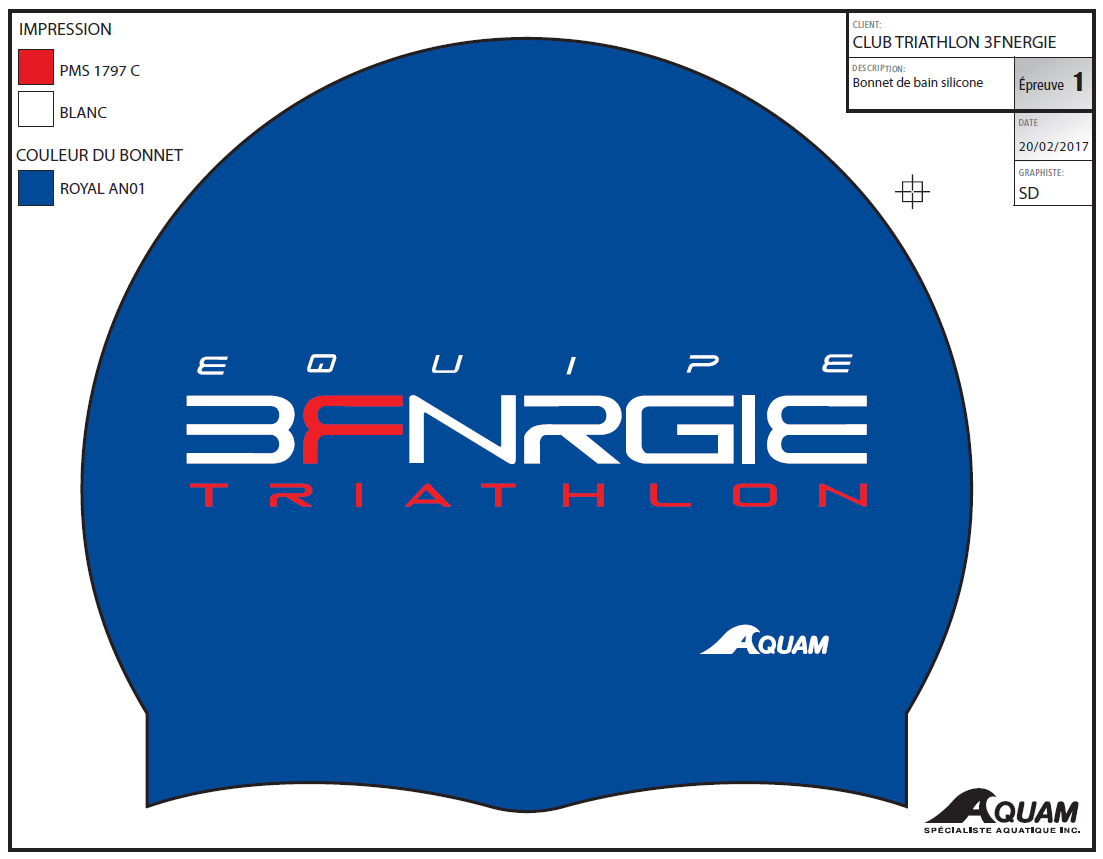 IMPRESSION
PMS 1797 C
BLANC
COULEUR DU BONNET
ROYAL AN01
CLIENT:
CLUB TRIATHLON 3FNERGIE
DESCRIPTION:
Bonnet de bain silicone
Épreuve 1
DATE
20/02/2017
GRAPHISTE:
SD
EQUIPE
3FNRGIE
TRIATHLON
AQUAM
AQUAM
SPÉCIALISTE AQUATIQUE INC.